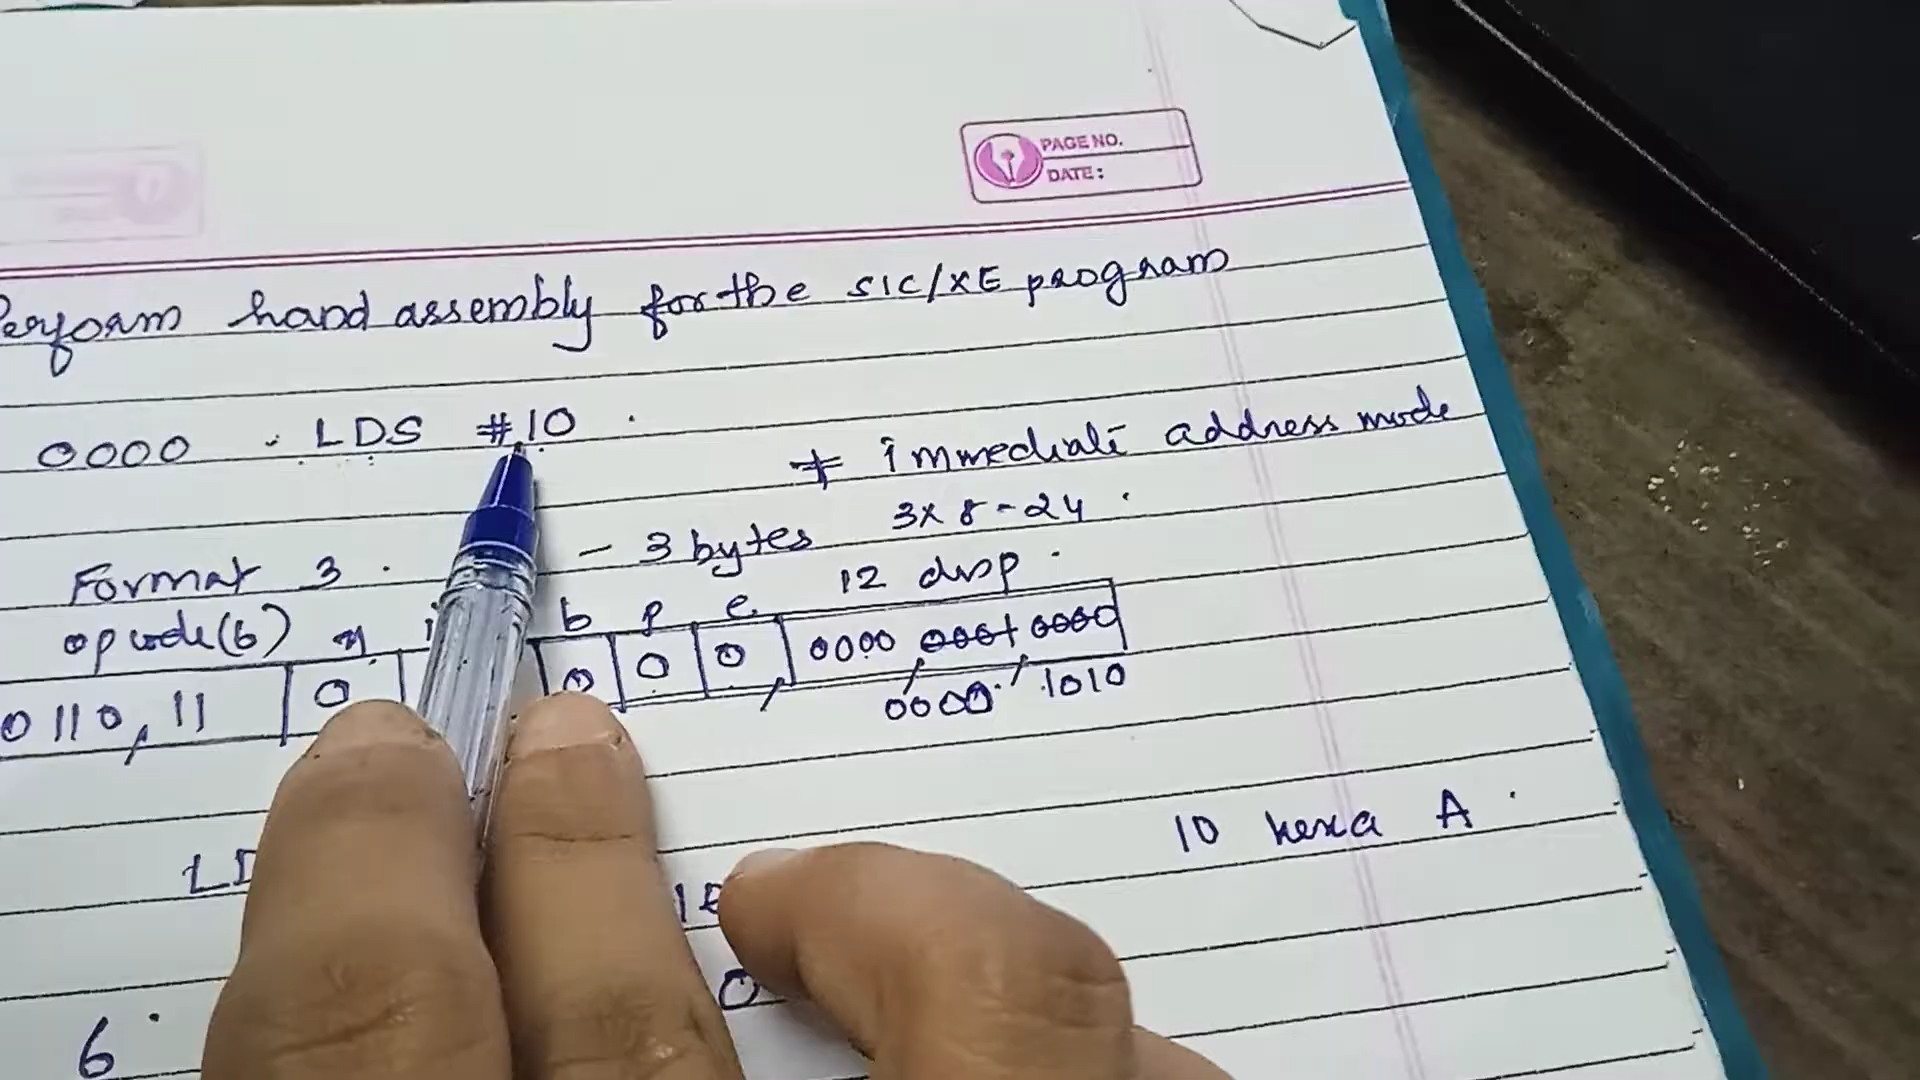 PAGE NO.
DATE:
Perform hand assembly for the SIC/XE program
0000 . LDS #10 .
# immediate address mode
Format 3 . - 3 bytes 3x8-24 .
opcode(6) n i b p e 12 disp .
0110,11 0 0 0 0 0000 0001 0000
0000 1010
10 hexa A .
6